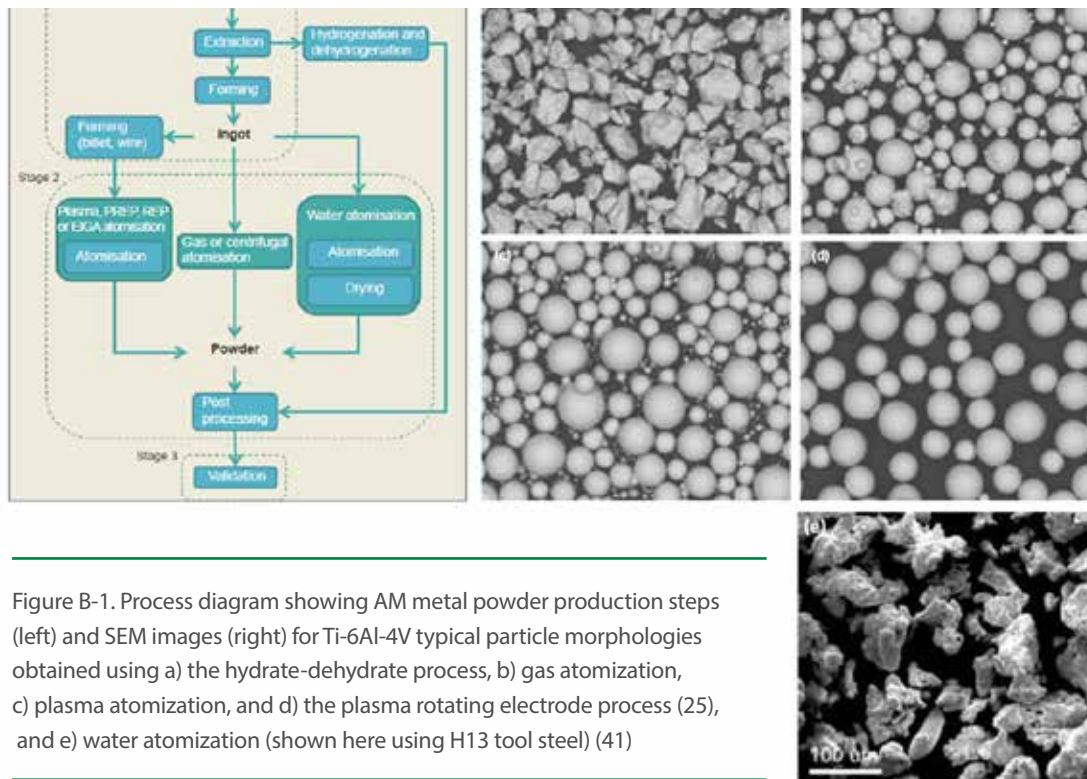 Extraction
Hydrogenation and
dehydrogenation
Forming
Forming
(billet, wire)
Ingot
Stage 2
Plasma, PREP, REP
or EIGA atomisation
Atomisation
Gas or centrifugal
atomisation
Water atomisation
Atomisation
Drying
Powder
Post
processing
Stage 3
Validation
(c)
(d)
(e)
100 um
Figure B-1. Process diagram showing AM metal powder production steps
(left) and SEM images (right) for Ti-6Al-4V typical particle morphologies
obtained using a) the hydrate-dehydrate process, b) gas atomization,
c) plasma atomization, and d) the plasma rotating electrode process (25),
and e) water atomization (shown here using H13 tool steel) (41)